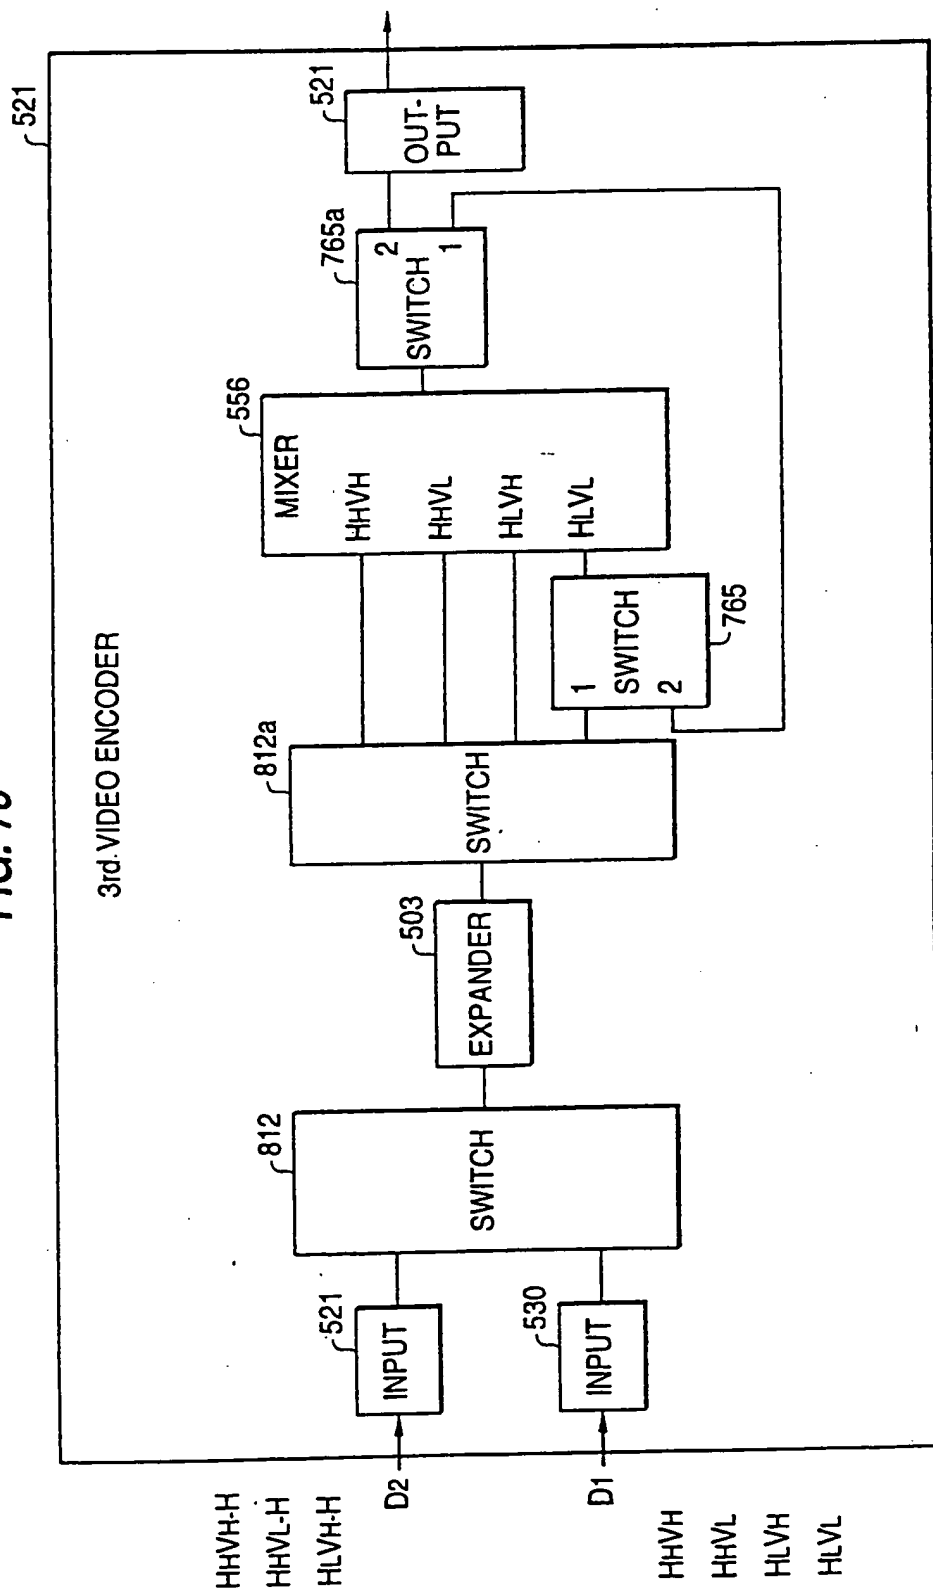 521
3rd. VIDEO ENCODER
HHVH-H
HHVL-H
HLVH-H
D2
521
INPUT
D1
530
INPUT
HHVH
HHVL
HLVH
HLVL
812
SWITCH
503
EXPANDER
812a
SWITCH
1
SWITCH
2
765
556
MIXER
HHVH
HHVL
HLVH
HLVL
765a
2
SWITCH
1
521
OUT-
PUT